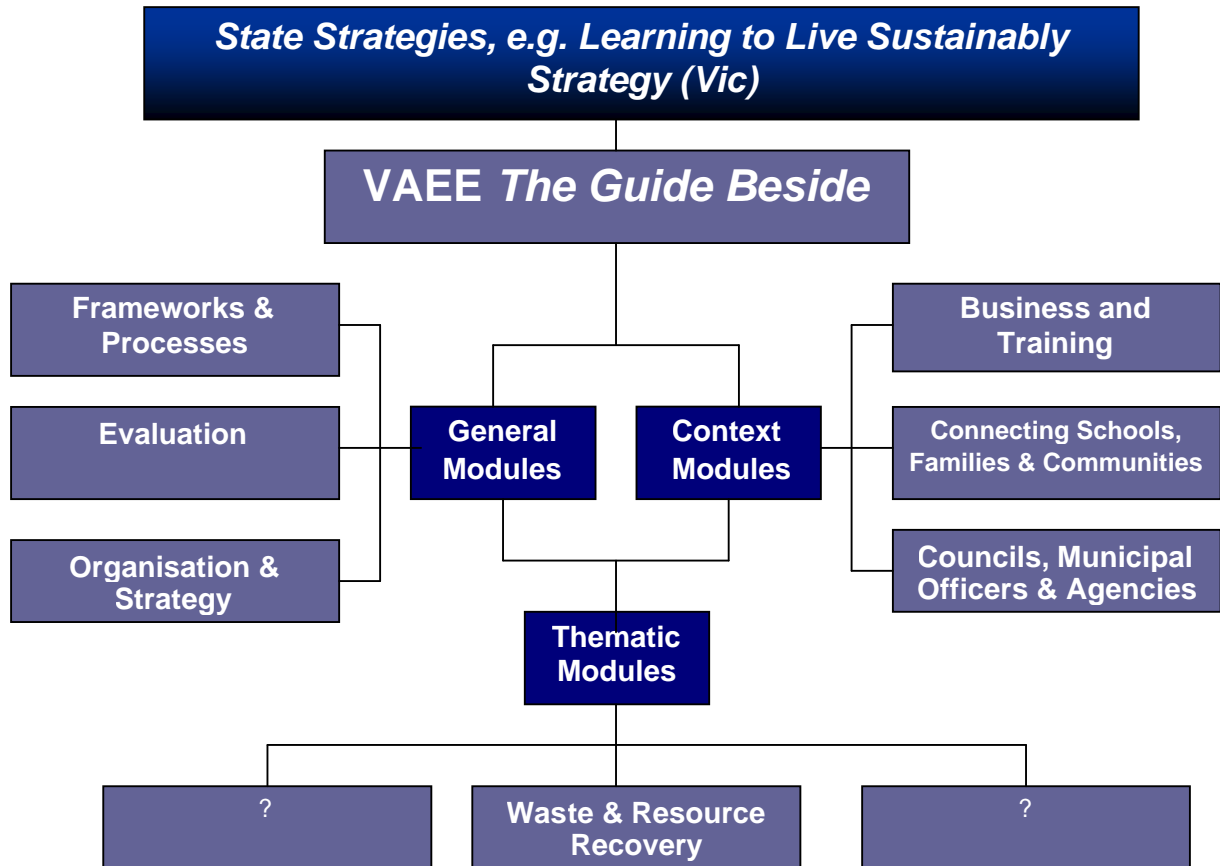 State Strategies, e.g. Learning to Live Sustainably
Strategy (Vic)
VAEE The Guide Beside
Frameworks &
Processes
Evaluation
Organisation &
Strategy
General
Modules
Context
Modules
Business and
Training
Connecting Schools,
Families & Communities
Councils, Municipal
Officers & Agencies
Thematic
Modules
?
Waste & Resource
Recovery
?